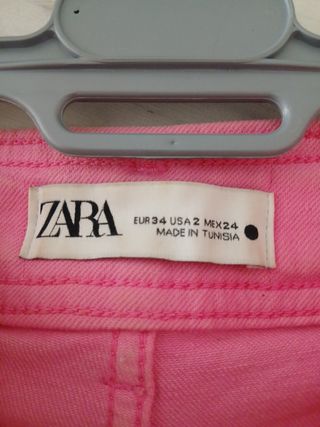 ZARA
EUR 34 USA 2 MEX 24
MADE IN TUNISIA